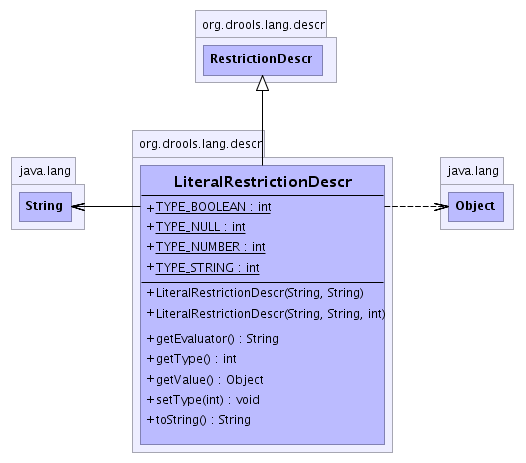 org.drools.lang.descr
RestrictionDescr
org.drools.lang.descr
java.lang
String
java.lang
Object
LiteralRestrictionDescr
+ TYPE_BOOLEAN : int
+ TYPE_NULL : int
+ TYPE_NUMBER : int
+ TYPE_STRING : int
+ LiteralRestrictionDescr(String, String)
+ LiteralRestrictionDescr(String, String, int)
+ getEvaluator() : String
+ getType() : int
+ getValue() : Object
+ setType(int) : void
+ toString() : String